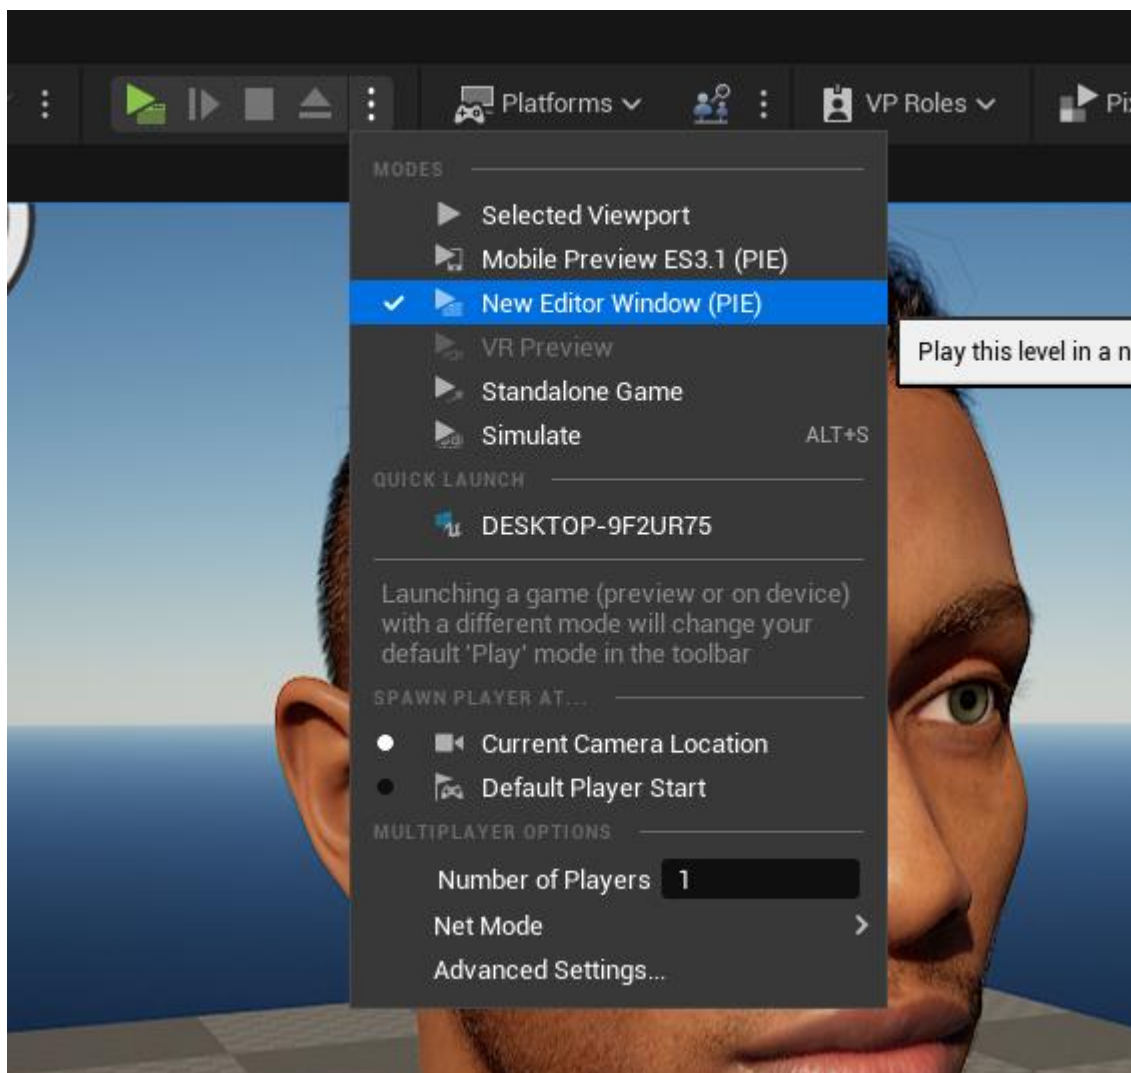 Platforms
VP Roles
MODES
Selected Viewport
Mobile Preview ES3.1 (PIE)
New Editor Window (PIE)
VR Preview
Play this level in a
Standalone Game
Simulate ALT+S
QUICK LAUNCH
DESKTOP-9F2UR75
Launching a game (preview or on device)
with a different mode will change your
default 'Play' mode in the toolbar
SPAWN PLAYER AT...
Current Camera Location
Default Player Start
MULTIPLAYER OPTIONS
Number of Players 1
Net Mode
Advanced Settings...